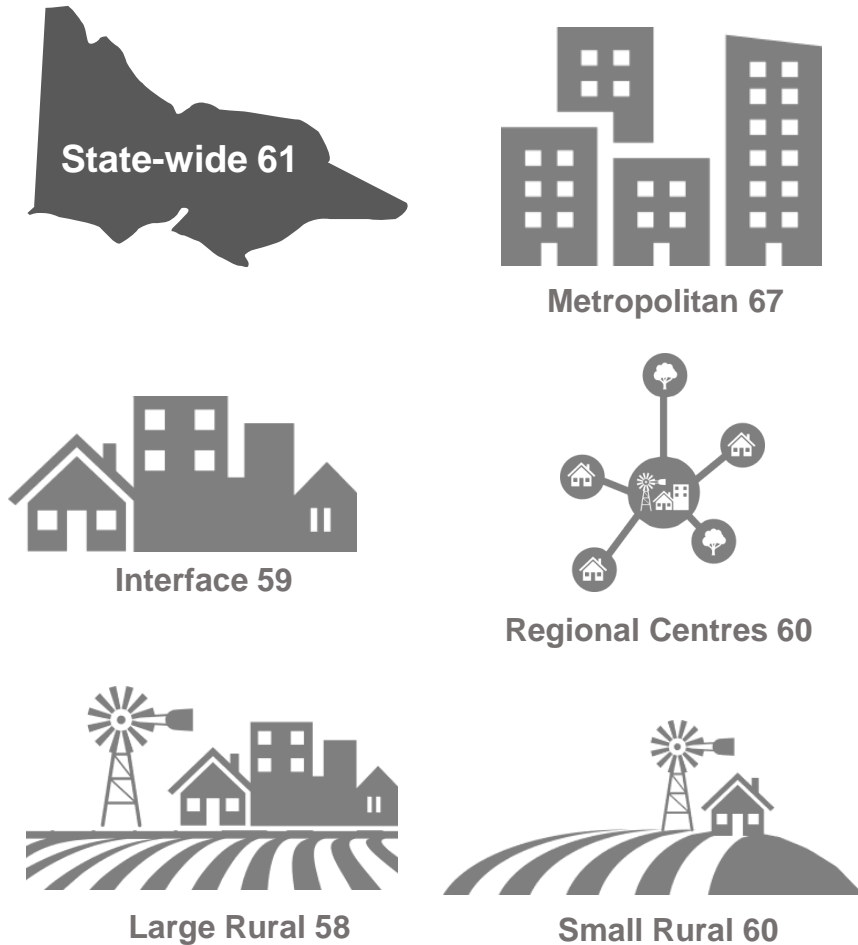 State-wide 61
Metropolitan 67
Interface 59
Regional Centres 60
Large Rural 58
Small Rural 60